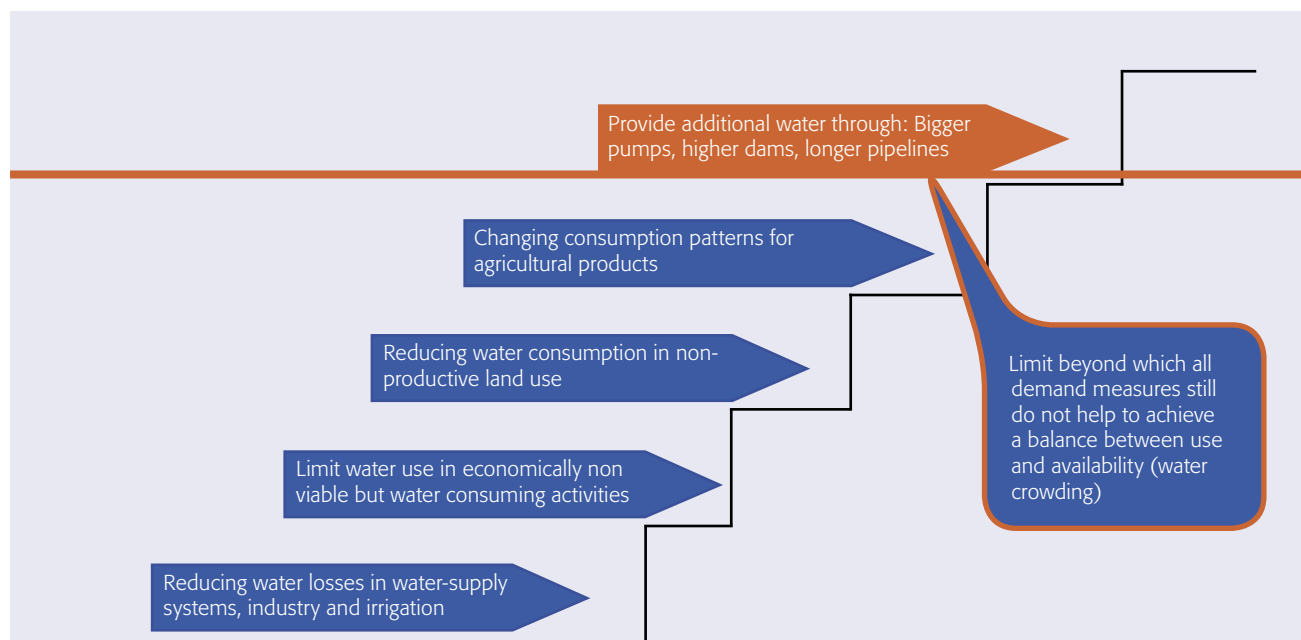 Provide additional water through: Bigger
pumps, higher dams, longer pipelines
Changing consumption patterns for
agricultural products
Reducing water consumption in non-
productive land use
Limit beyond which all
demand measures still
do not help to achieve
a balance between use
and availability (water
crowding)
Limit water use in economically non
viable but water consuming activities
Reducing water losses in water-supply
systems, industry and irrigation